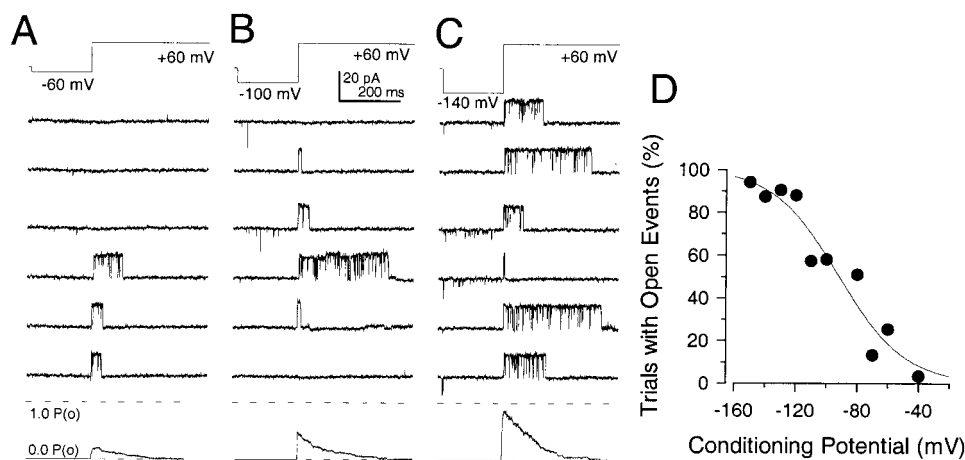 A
-60 mV
+60 mV
1.0 P(o)
0.0 P(o)
B
-100 mV
+60 mV
20 pA
200 ms
C
-140 mV
+60 mV
D
Trials with Open Events (%)
100
80
60
40
20
0
-160
-120
-80
-40
Conditioning Potential (mV)